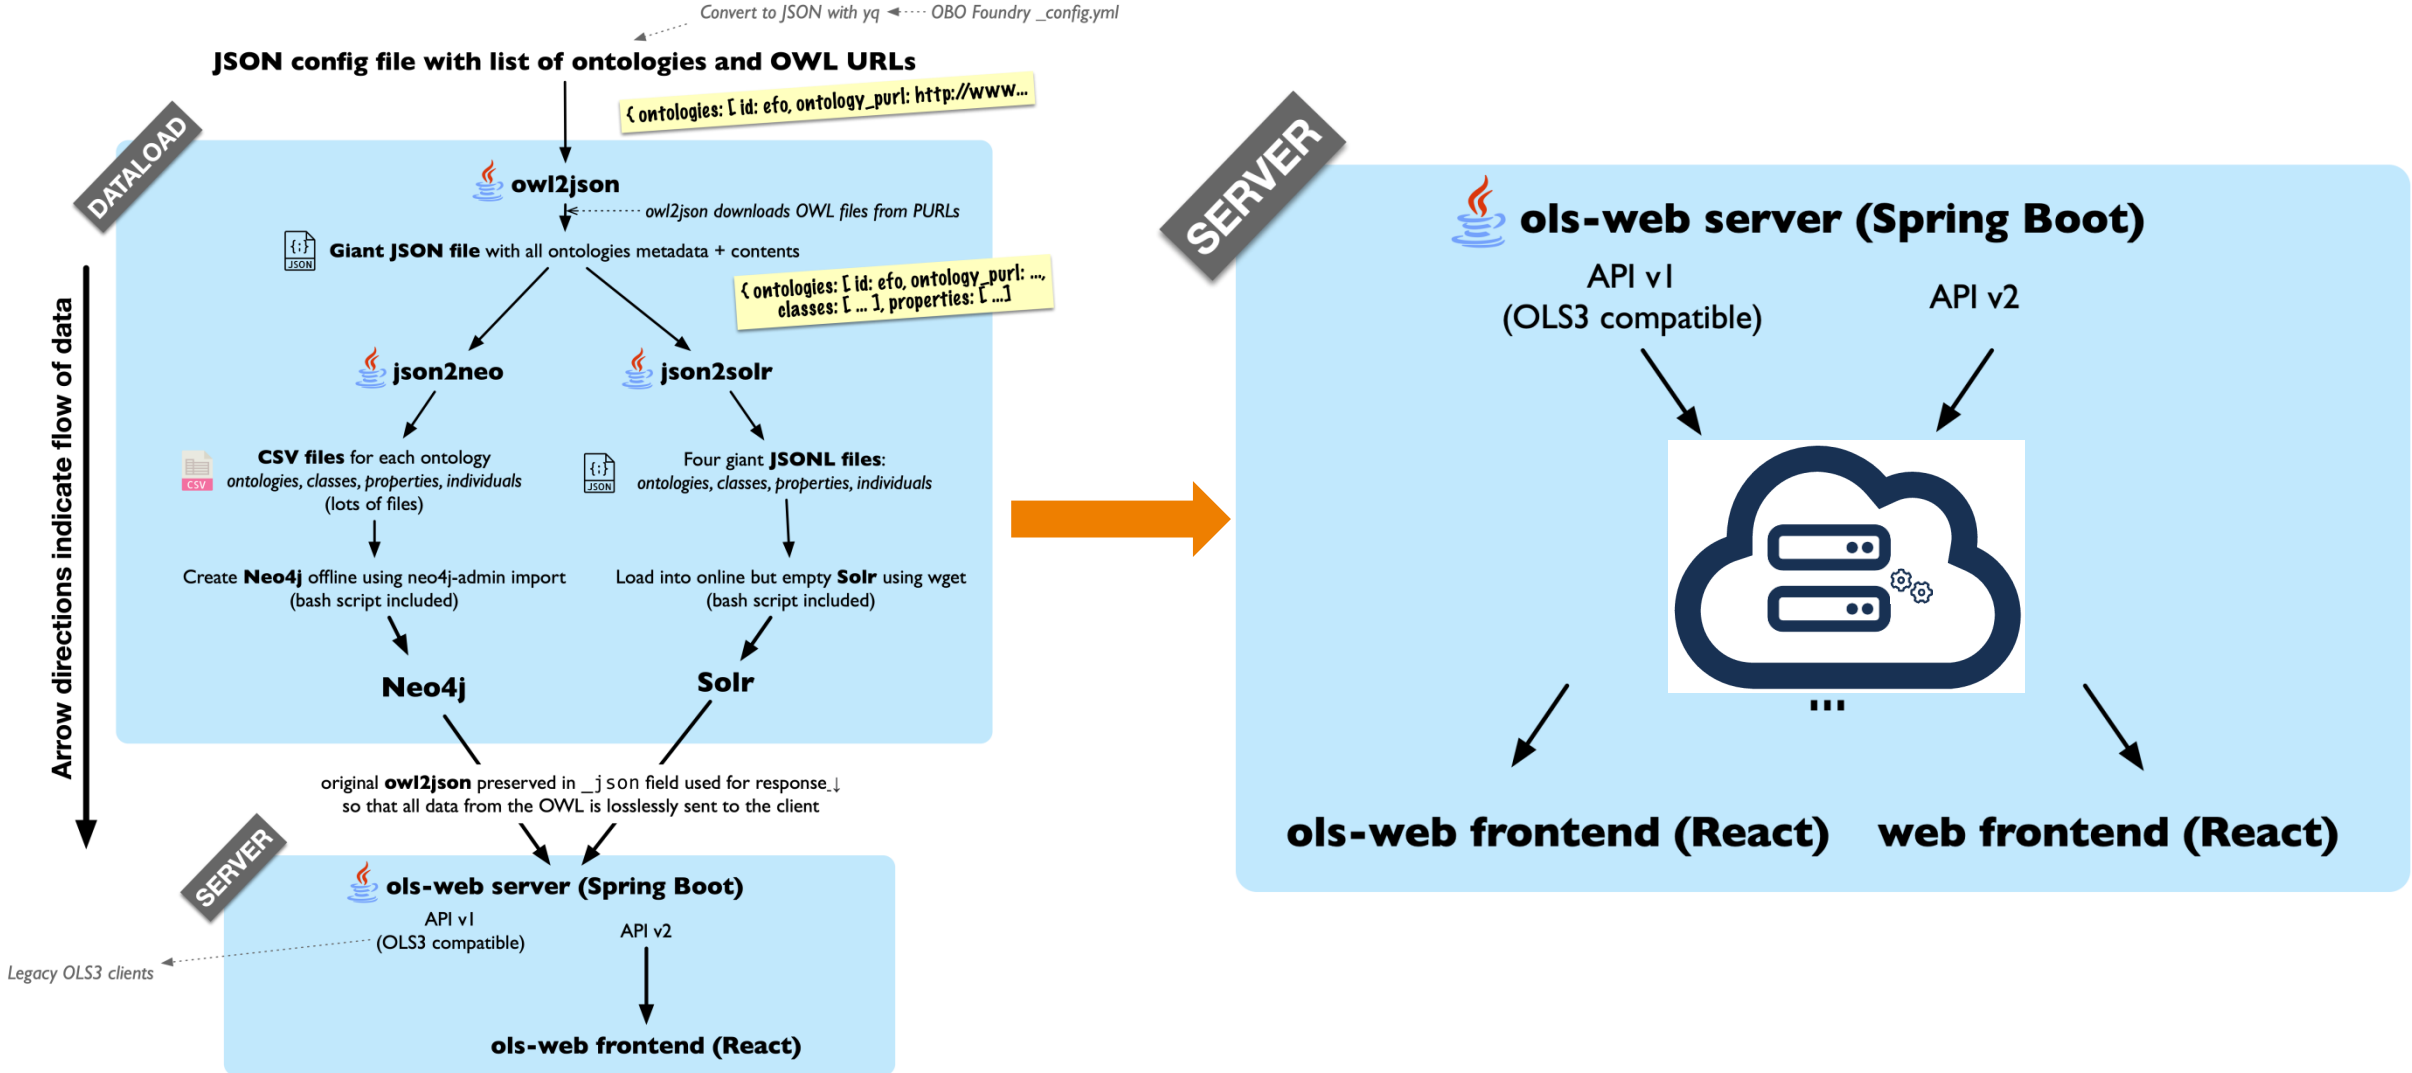 Convert to JSON with yq
OBO Foundry _config.yml
JSON config file with list of ontologies and OWL URLs
{ ontologies: [ id: efo, ontology_purl: http://www...
DATALOAD
owl2json
owl2json downloads OWL files from PURLs
JSON
Giant JSON file with all ontologies metadata + contents
{ ontologies: [ id: efo, ontology_purl: ...,
classes: [ ... ], properties: [ ...]
Arrow directions indicate flow of data
json2neo
json2solr
CSV
CSV files for each ontology
ontologies, classes, properties, individuals
(lots of files)
JSON
Four giant JSONL files:
ontologies, classes, properties, individuals
Create Neo4j offline using neo4j-admin import
(bash script included)
Load into online but empty Solr using wget
(bash script included)
Neo4j
Solr
original owl2json preserved in _json field used for response ↓
so that all data from the OWL is losslessly sent to the client
SERVER
ols-web server (Spring Boot)
API v1
(OLS3 compatible)
API v2
Legacy OLS3 clients
ols-web frontend (React)
SERVER
ols-web server (Spring Boot)
API v1
(OLS3 compatible)
API v2
...
ols-web frontend (React)
web frontend (React)